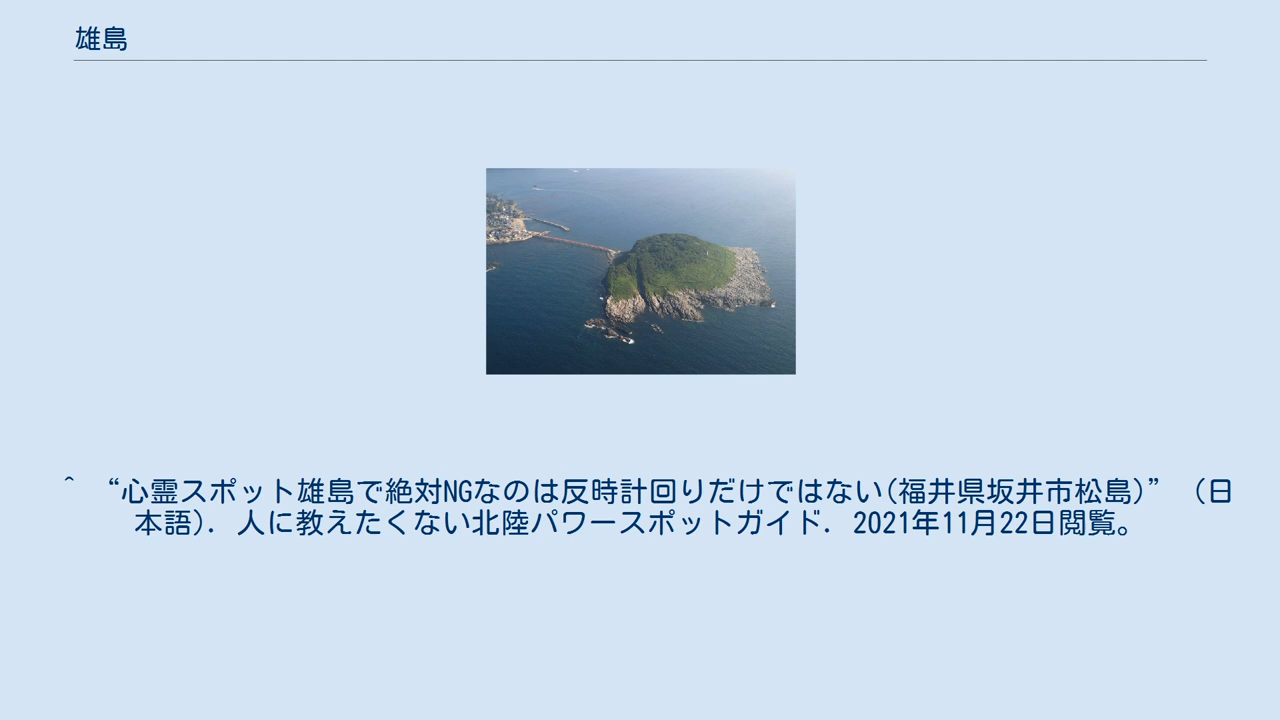 雄島
^ “心霊スポット雄島で絶対NGなのは反時計回りだけではない(福井県坂井市松島)” (日
本語). 人に教えたくない北陸パワースポットガイド. 2021年11月22日閲覧。